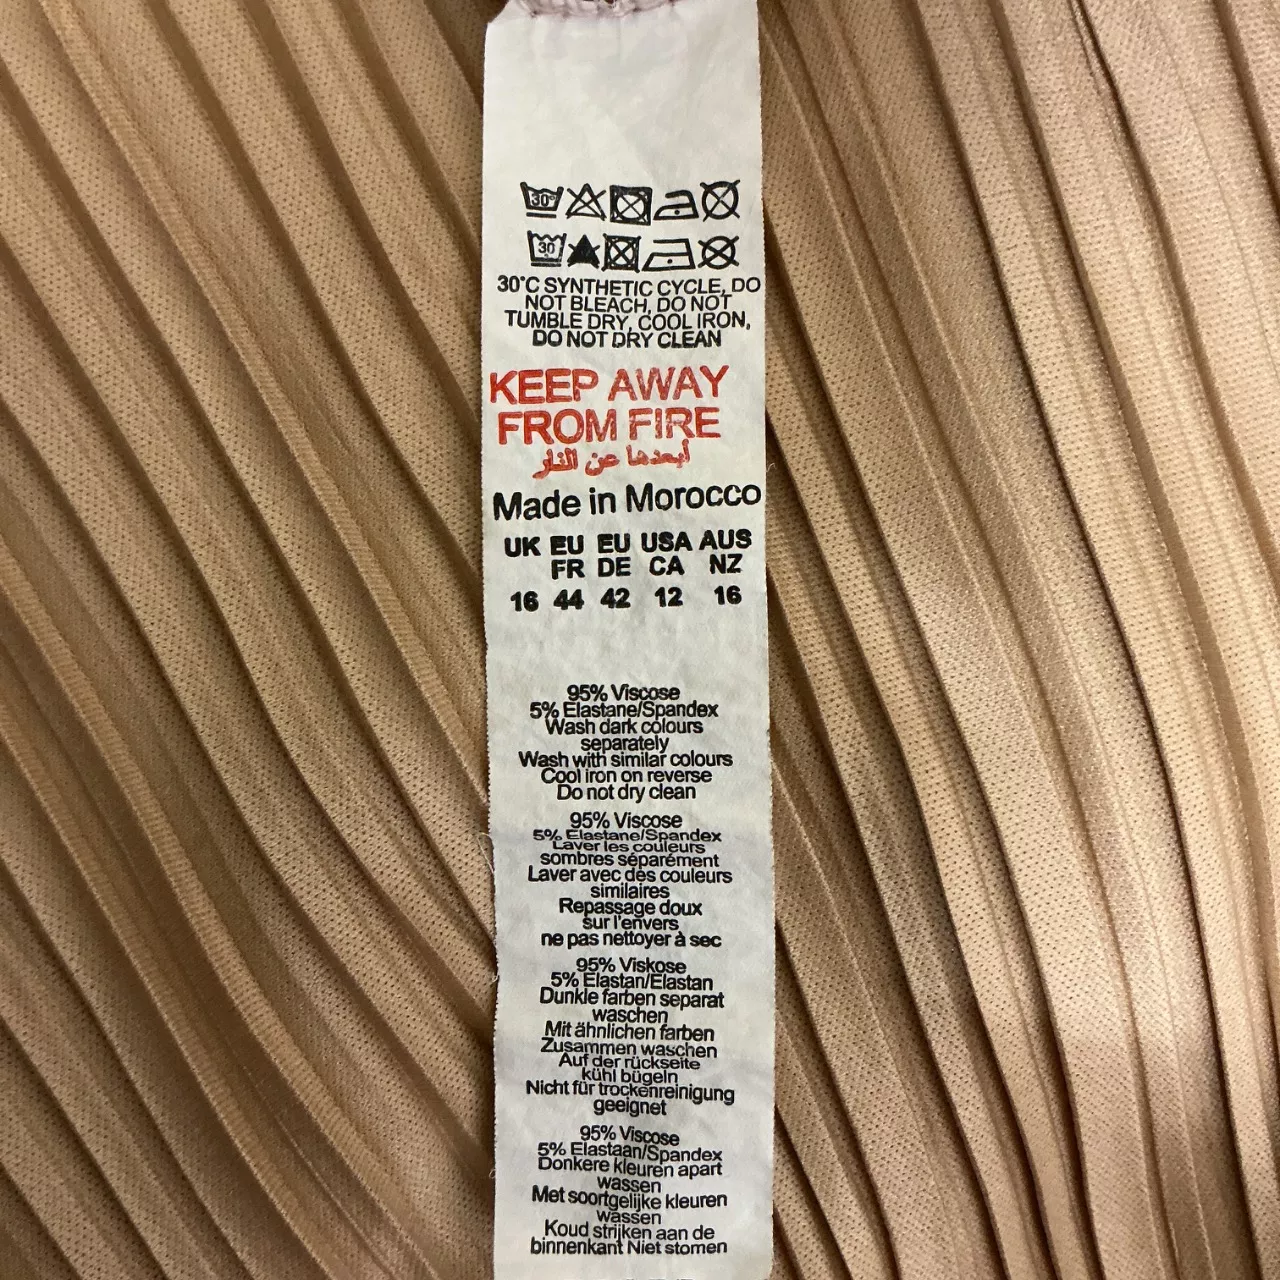 30°
30
30°C SYNTHETIC CYCLE, DO
NOT BLEACH, DO NOT
TUMBLE DRY, COOL IRON,
DO NOT DRY CLEAN
KEEP AWAY
FROM FIRE
أبعدها عن النار
Made in Morocco
UK EU EU USA AUS
FR DE CA NZ
16 44 42 12 16
95% Viscose
5% Elastane/Spandex
Wash dark colours
separately
Wash with similar colours
Cool iron on reverse
Do not dry clean
95% Viscose
5% Elastane/Spandex
Laver les couleurs
sombres séparément
Laver avec des couleurs
similaires
Repassage doux
sur l'envers
ne pas nettoyer à sec
95% Viskose
5% Elastan/Elastan
Dunkle farben separat
waschen
Mit ähnlichen farben
Zusammen waschen
Auf der rückseite
kühl bügeln
Nicht für trockenreinigung
geeignet
95% Viscose
5% Elastaan/Spandex
Donkere kleuren apart
wassen
Met soortgelijke kleuren
wassen
Koud strijken aan de
binnenkant Niet stomen